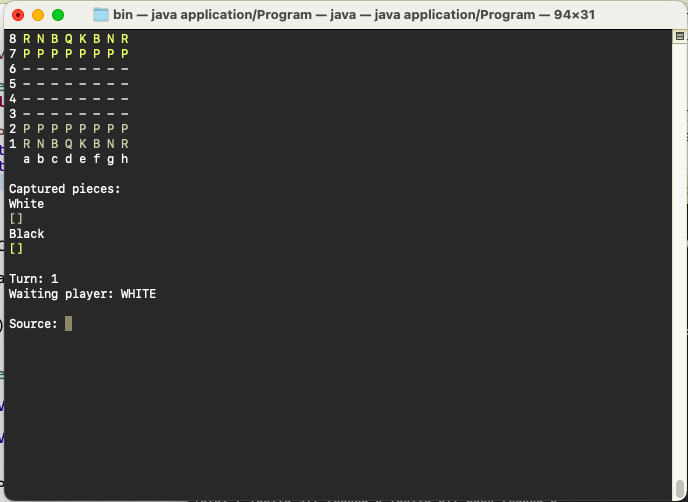 bin — java application/Program — java — java application/Program — 94×31
8 R N B Q K B N R
7 P P P P P P P P
6 – – – – – – – –
5 – – – – – – – –
4 – – – – – – – –
3 – – – – – – – –
2 P P P P P P P P
1 R N B Q K B N R
  a b c d e f g h
Captured pieces:
White
[]
Black
[]
Turn: 1
Waiting player: WHITE
Source: